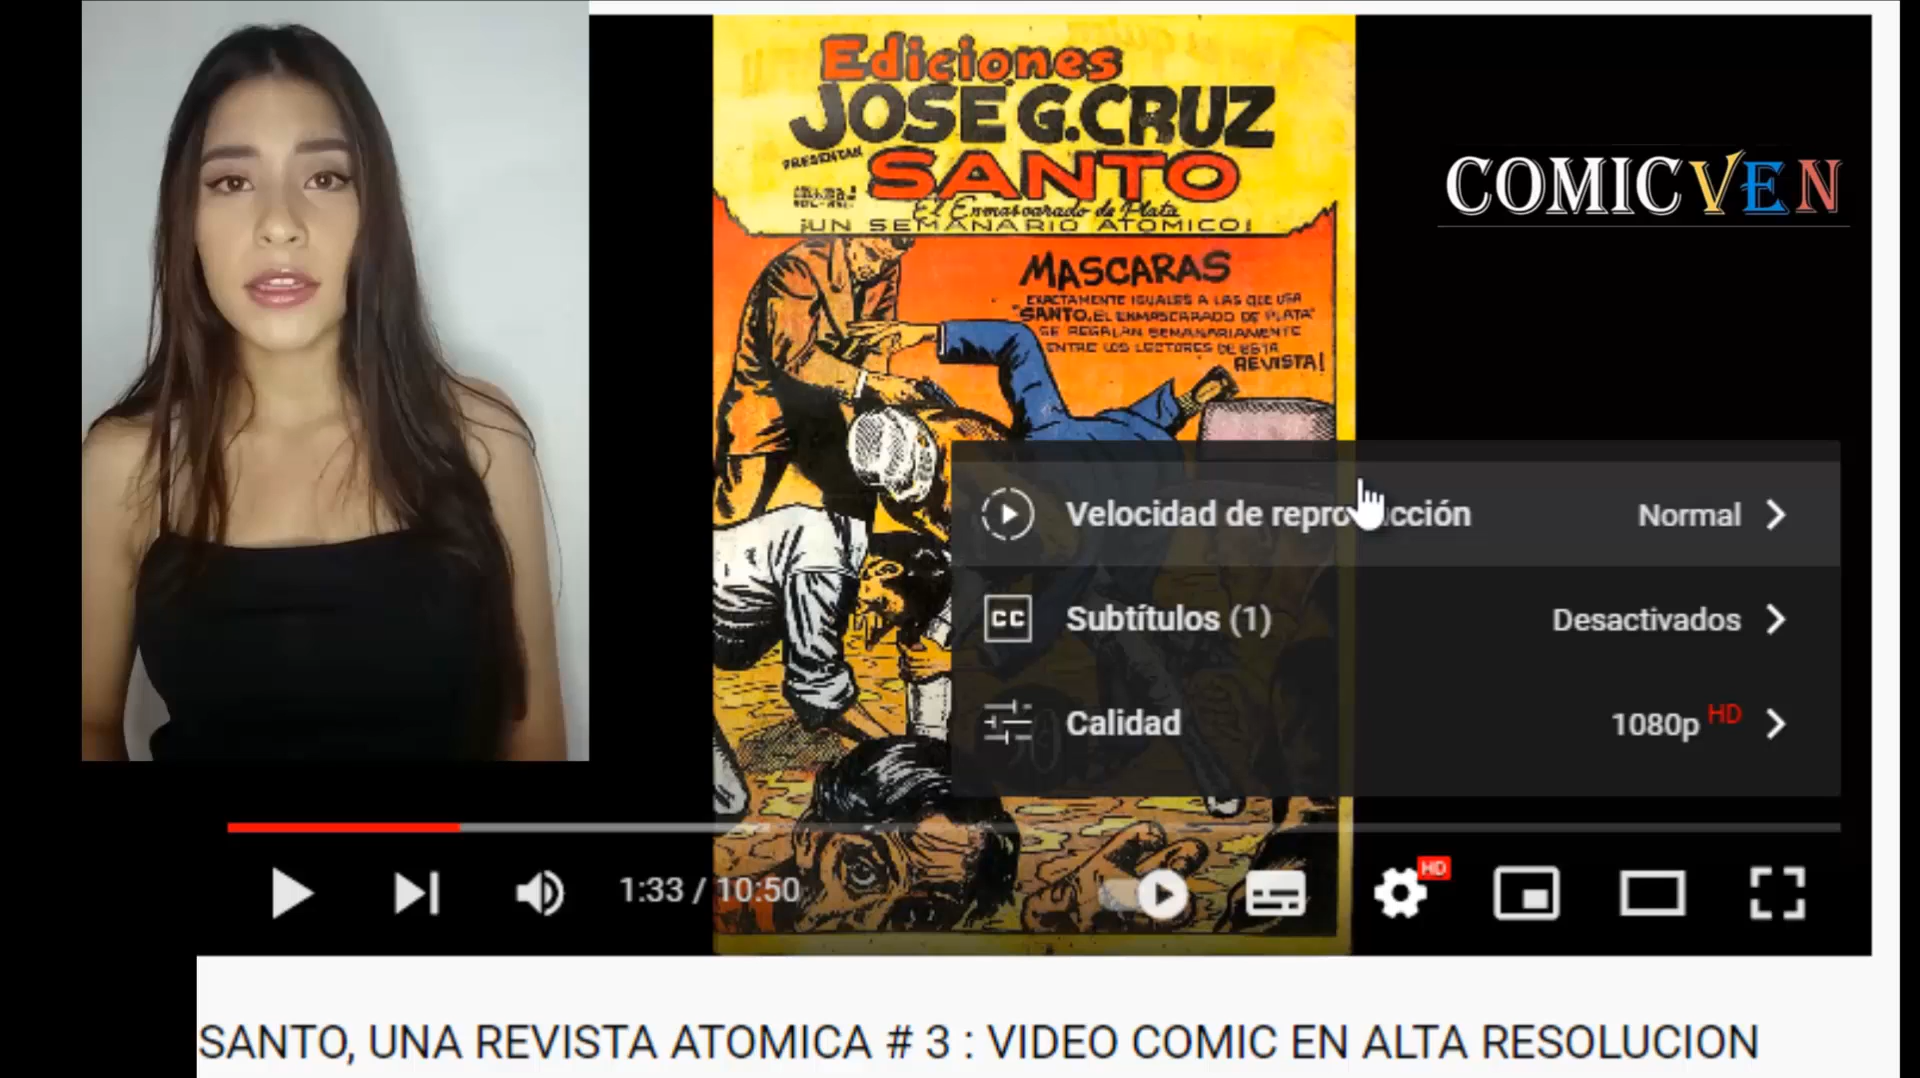 Ediciones
JOSE G. CRUZ
PRESENTAN
SANTO
El Enmascarado de Plata
¡UN SEMANARIO ATOMICO!
MASCARAS
EXACTAMENTE IGUALES A LAS QUE USA
"SANTO, EL ENMASCARADO DE PLATA"
SE REGALAN SEMANARIAMENTE
ENTRE LOS LECTORES DE ESTA
REVISTA!
COMICVEN
Velocidad de repro cción Normal
CC Subtítulos (1) Desactivados
Calidad 1080p HD
1:33 / 10:50
HD
SANTO, UNA REVISTA ATOMICA # 3 : VIDEO COMIC EN ALTA RESOLUCION